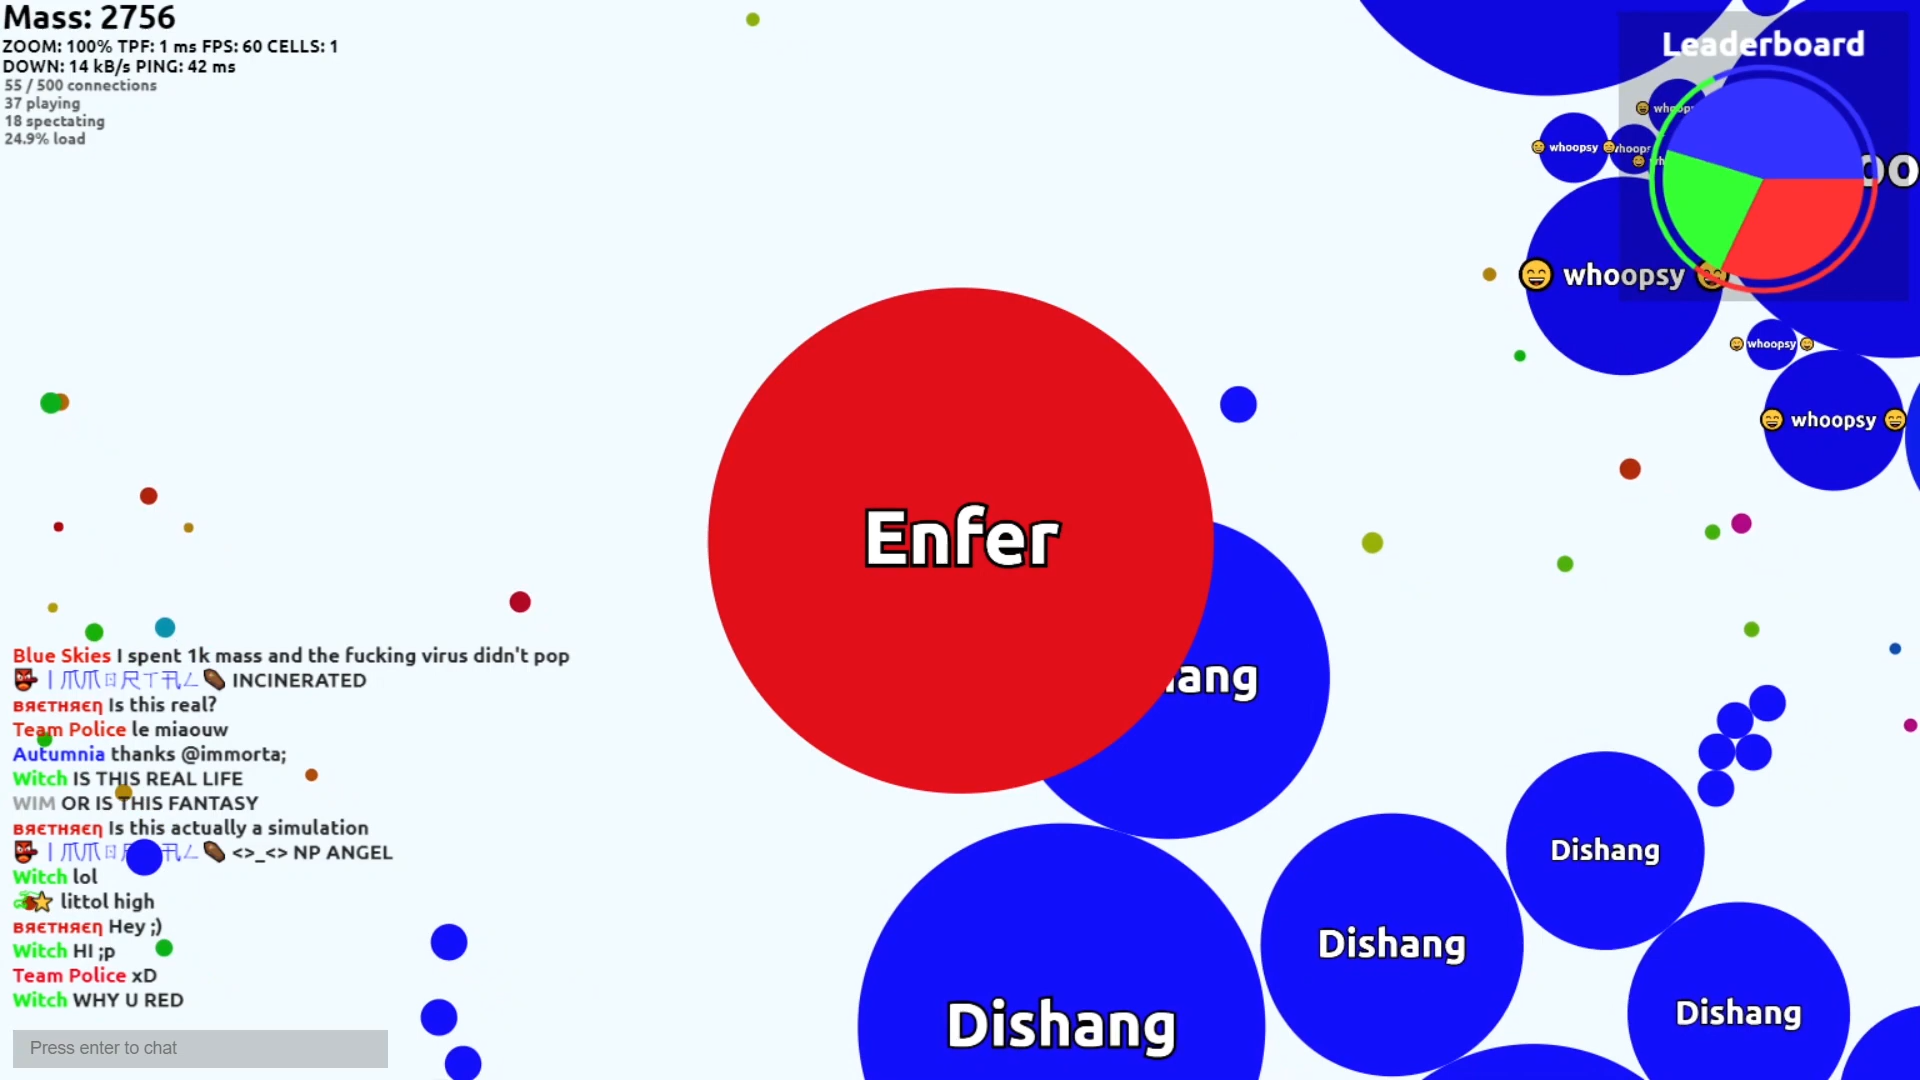 Mass: 2756
ZOOM: 100% TPF: 1 ms FPS: 60 CELLS: 1
DOWN: 14 kB/s PING: 42 ms
55 / 500 connections
37 playing
18 spectating
24.9% load
Leaderboard
whoopsy
whoopsy
whoopsy
whoopsy
Enfer
Blue Skies I spent 1k mass and the fucking virus didn't pop
INCINERATED
вяєтняєη Is this real?
Team Police le miaouw
Autumnia thanks @immorta;
Witch IS THIS REAL LIFE
WIM OR IS THIS FANTASY
вяєтняєη Is this actually a simulation
<>_<> NP ANGEL
Witch lol
littol high
вяєтняєη Hey ;)
Witch HI ;p
Team Police xD
Witch WHY U RED
Press enter to chat
Dishang
Dishang
Dishang
Dishang